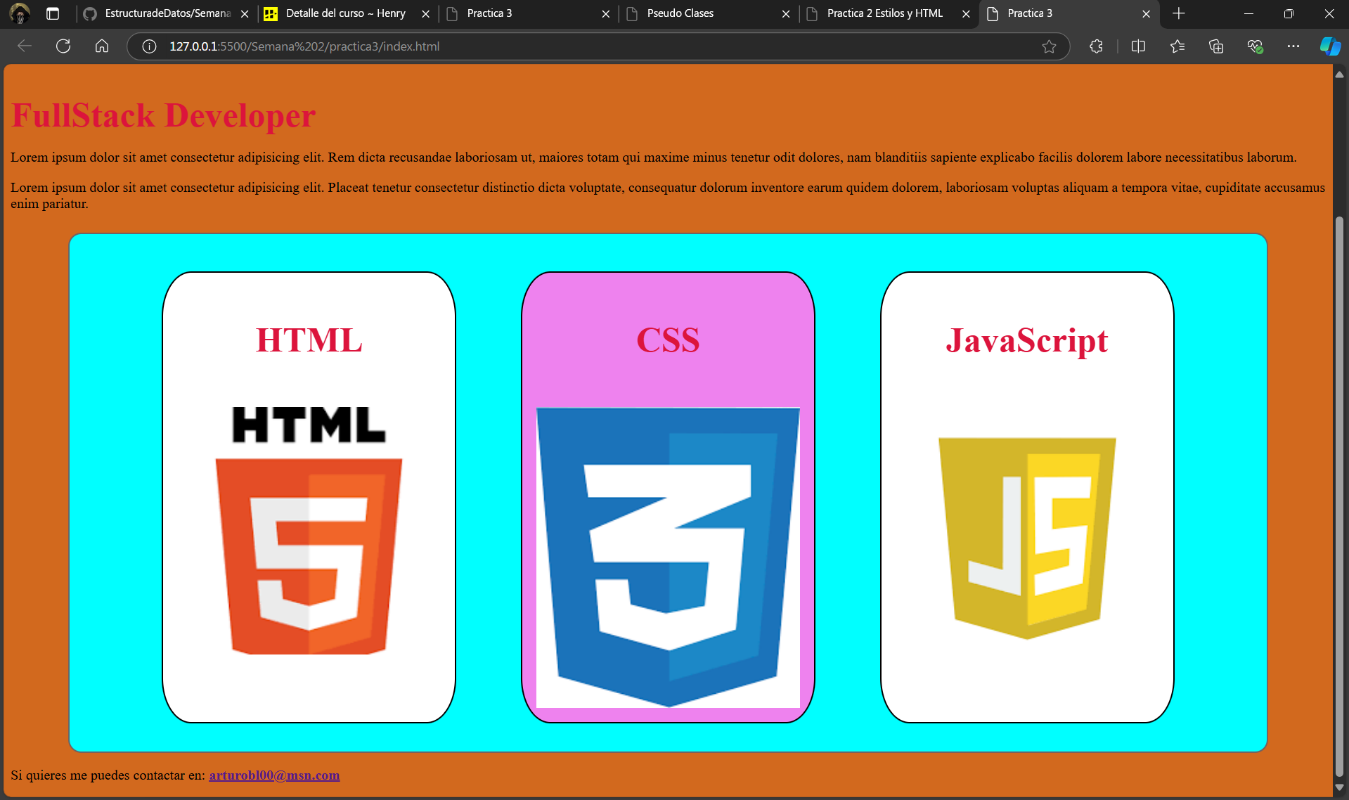 EstructuradeDatos/Semana
Detalle del curso ~ Henry
Practica 3
Pseudo Clases
Practica 2 Estilos y HTML
Practica 3
127.0.0.1:5500/Semana%202/practica3/index.html
FullStack Developer
Lorem ipsum dolor sit amet consectetur adipisicing elit. Rem dicta recusandae laboriosam ut, maiores totam qui maxime minus tenetur odit dolores, nam blanditiis sapiente explicabo facilis dolorem labore necessitatibus laborum.
Lorem ipsum dolor sit amet consectetur adipisicing elit. Placeat tenetur consectetur distinctio dicta voluptate, consequatur dolorum inventore earum quidem dolorem, laboriosam voluptas aliquam a tempora vitae, cupiditate accusamus
enim pariatur.
HTML
HTML
5
CSS
3
JavaScript
JS
Si quieres me puedes contactar en: arturobl00@msn.com